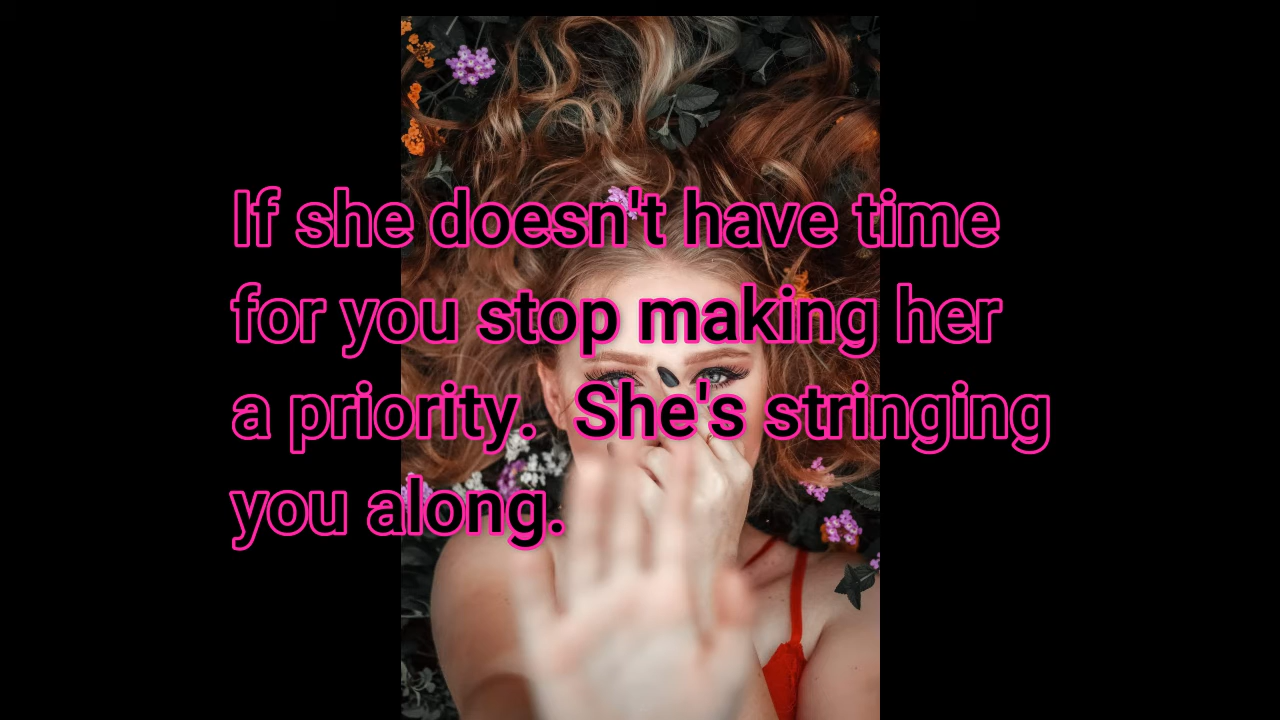 If she doesn't have time
for you stop making her
a priority.  She's stringing
you along.